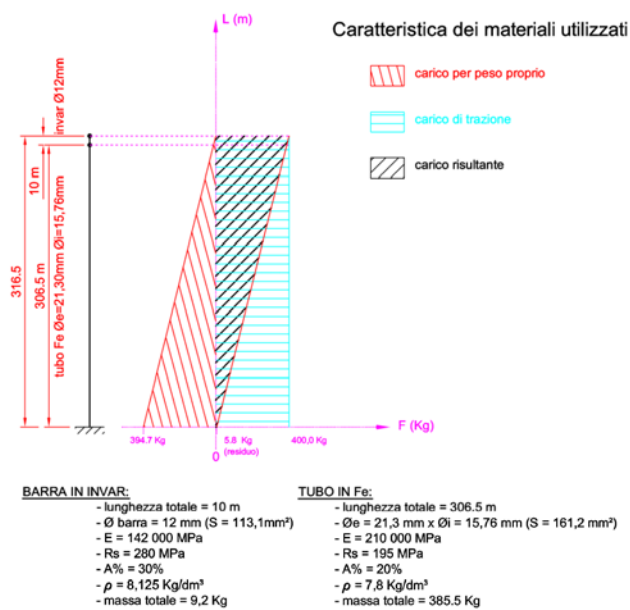 L (m)
Caratteristica dei materiali utilizzati
carico per peso proprio
carico di trazione
carico risultante
invar Ø12mm
10 m
316.5
306.5 m
tubo Fe Øe=21,30mm Øi=15,76mm
F (Kg)
394.7 Kg
5.8 Kg
400,0 Kg
0
(residuo)
BARRA IN INVAR:
- lunghezza totale = 10 m
- Ø barra = 12 mm (S = 113,1mm²)
- E = 142 000 MPa
- Rs = 280 MPa
- A% = 30%
- ρ = 8,125 Kg/dm³
- massa totale = 9,2 Kg
TUBO IN Fe:
- lunghezza totale = 306.5 m
- Øe = 21,3 mm x Øi = 15,76 mm (S = 161,2 mm²)
- E = 210 000 MPa
- Rs = 195 MPa
- A% = 20%
- ρ = 7,8 Kg/dm³
- massa totale = 385.5 Kg